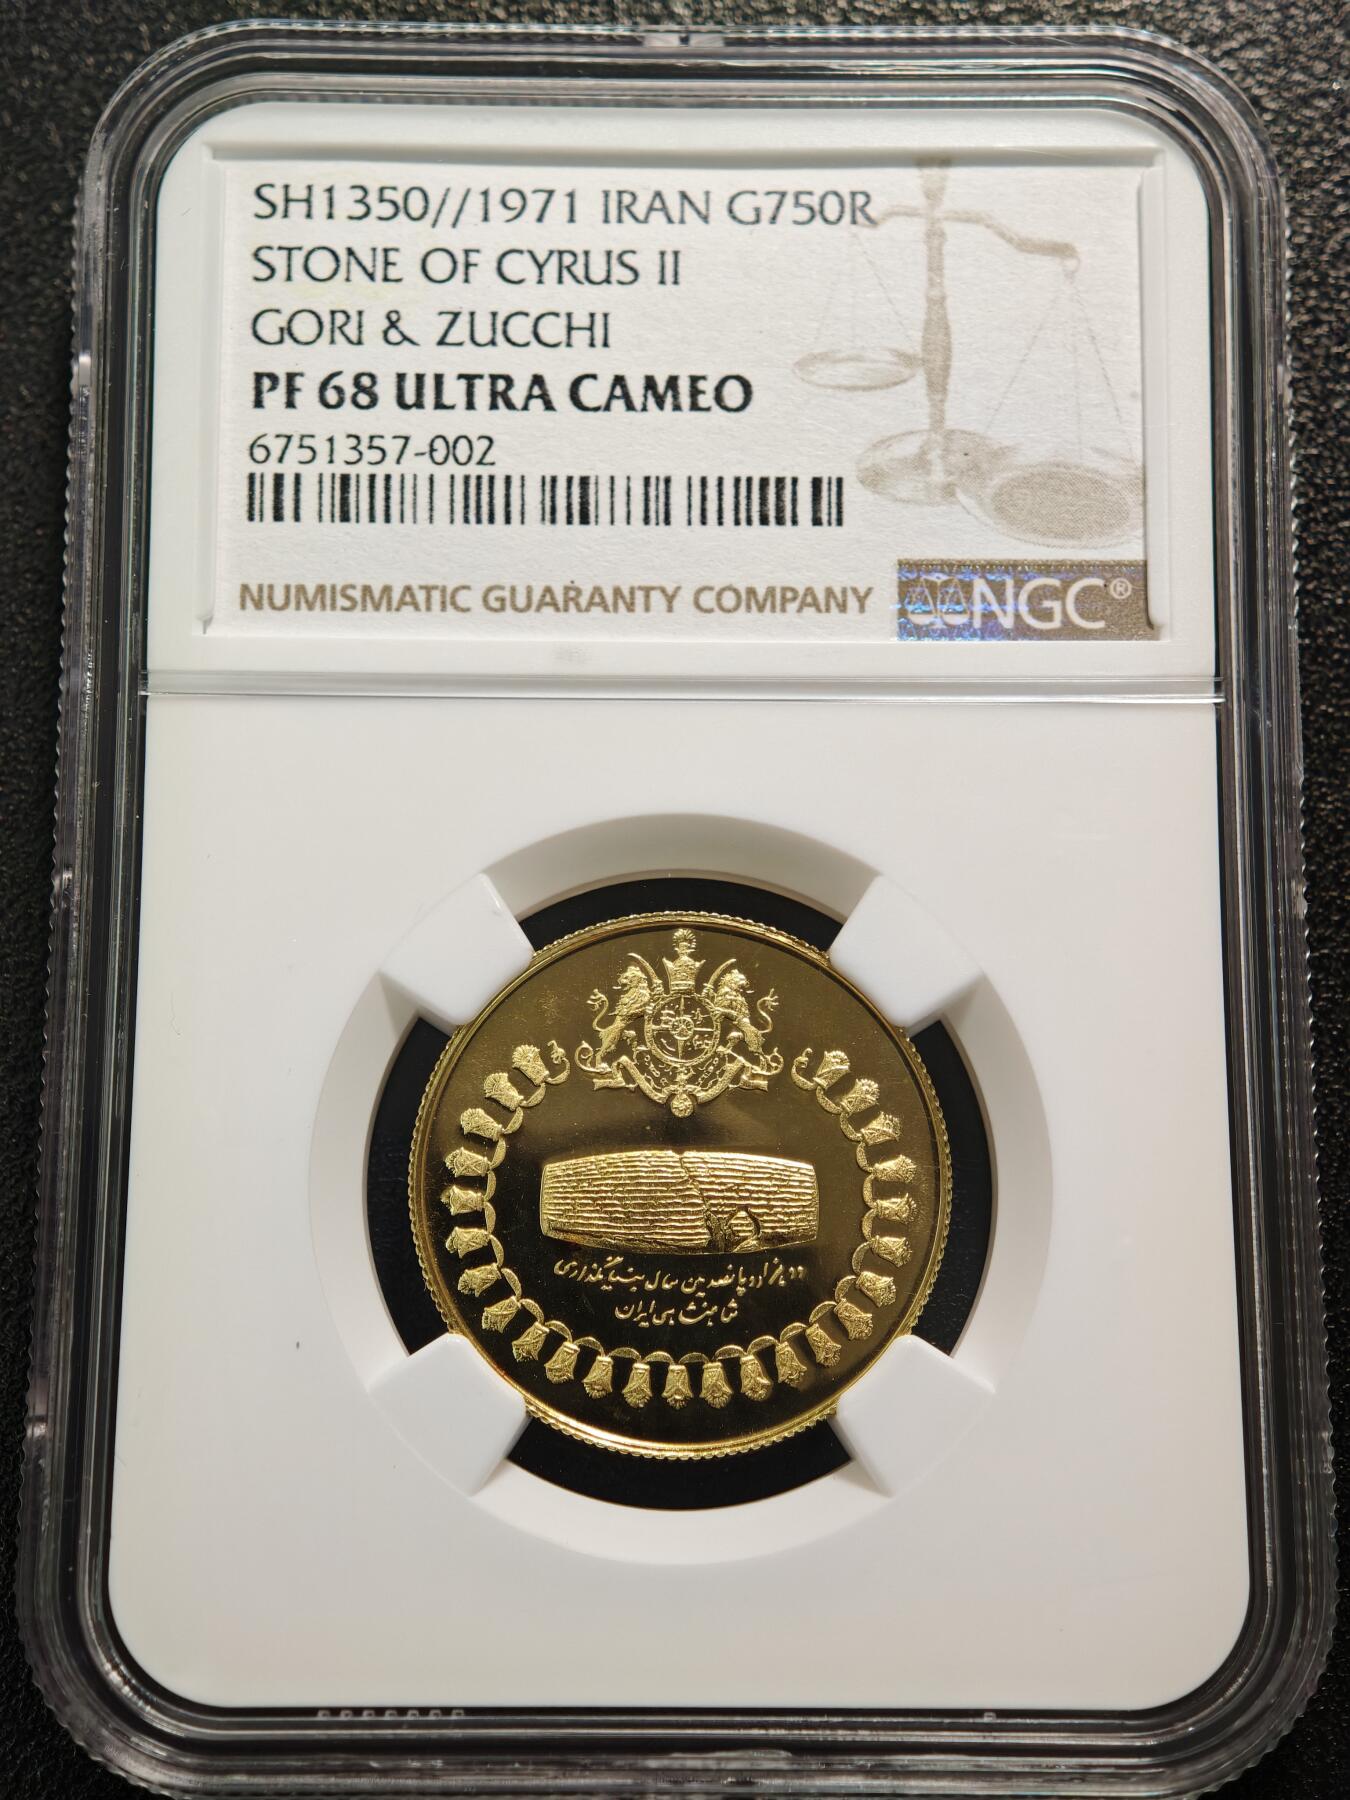 SH1350//1971 IRAN G750R
STONE OF CYRUS II
GORI & ZUCCHI
PF 68 ULTRA CAMEO
6751357-002
NUMISMATIC GUARANTY COMPANY
NGC®
دو هزار و پانصدمین سال بنیانگذاری
شاهنشاهی ایران